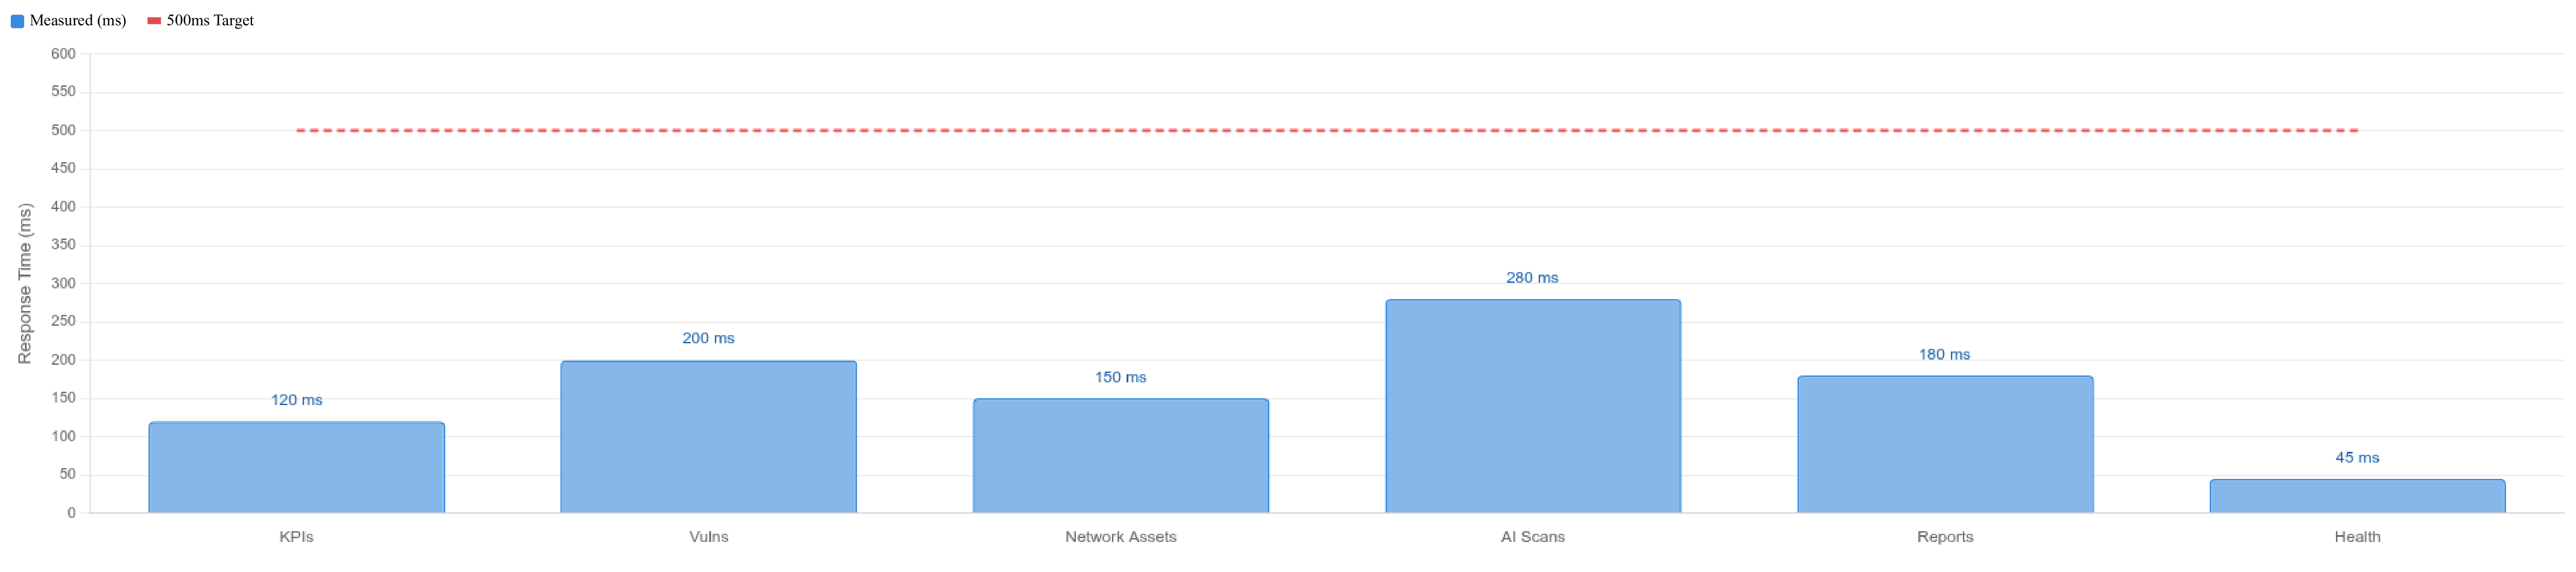 Measured (ms) 500ms Target
600
550
500
450
400
350
300
250
200
150
100
50
0
Response Time (ms)
120 ms
200 ms
150 ms
280 ms
180 ms
45 ms
KPIs Vulns Network Assets AI Scans Reports Health